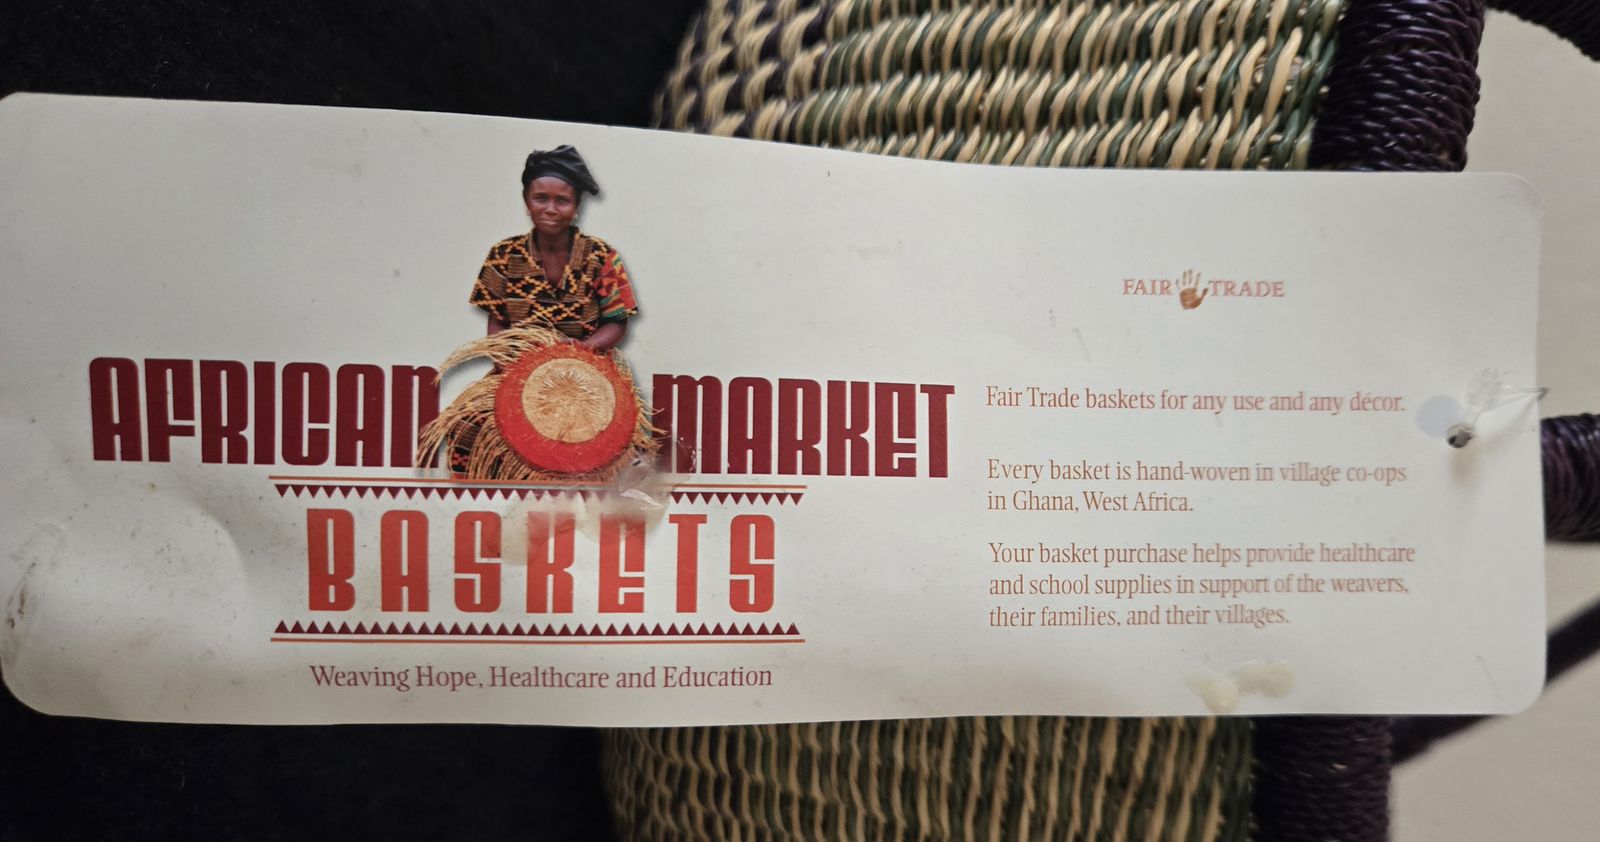 AFRICAN MARKET
BASKETS
Weaving Hope, Healthcare and Education
FAIR TRADE
Fair Trade baskets for any use and any décor.
Every basket is hand-woven in village co-ops
in Ghana, West Africa.
Your basket purchase helps provide healthcare
and school supplies in support of the weavers,
their families, and their villages.